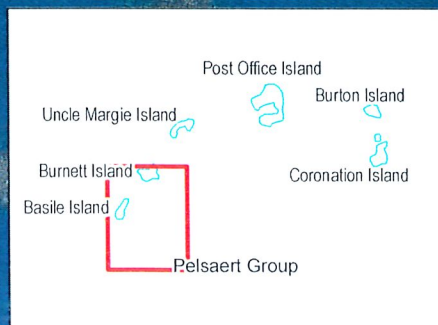 Post Office Island
Burton Island
Uncle Margie Island
Burnett Island
Coronation Island
Basile Island
Pelsaert Group